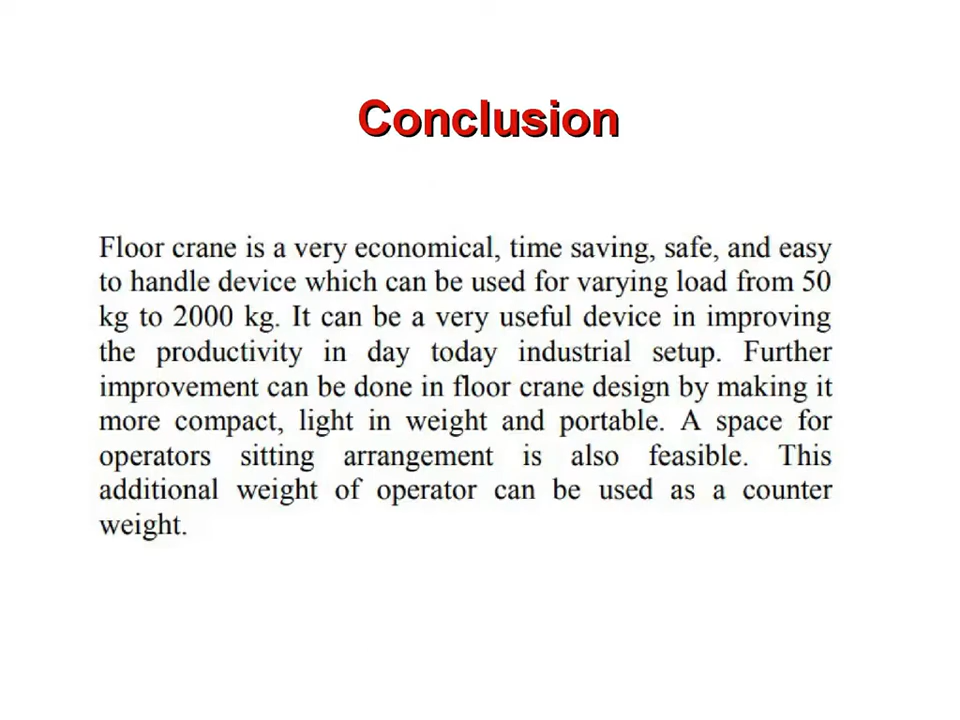 Conclusion
Floor crane is a very economical, time saving, safe, and easy
to handle device which can be used for varying load from 50
kg to 2000 kg. It can be a very useful device in improving
the productivity in day today industrial setup. Further
improvement can be done in floor crane design by making it
more compact, light in weight and portable. A space for
operators sitting arrangement is also feasible. This
additional weight of operator can be used as a counter
weight.